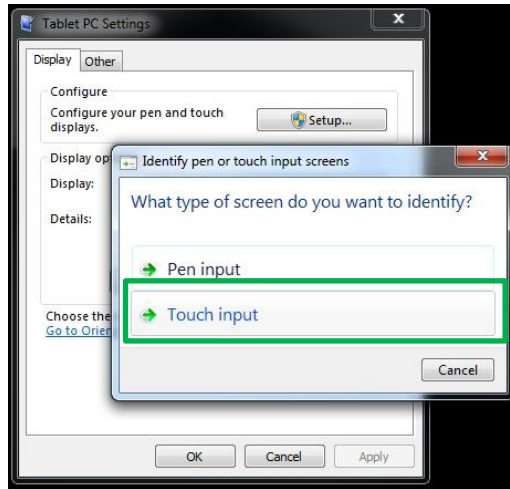 Tablet PC Settings
Display Other
Configure
Configure your pen and touch
displays.
Setup...
Display
Display:
Details:
Choose the
Go to
Identify pen or touch input screens
What type of screen do you want to identify?
Pen input
Touch input
Cancel
OK Cancel Apply